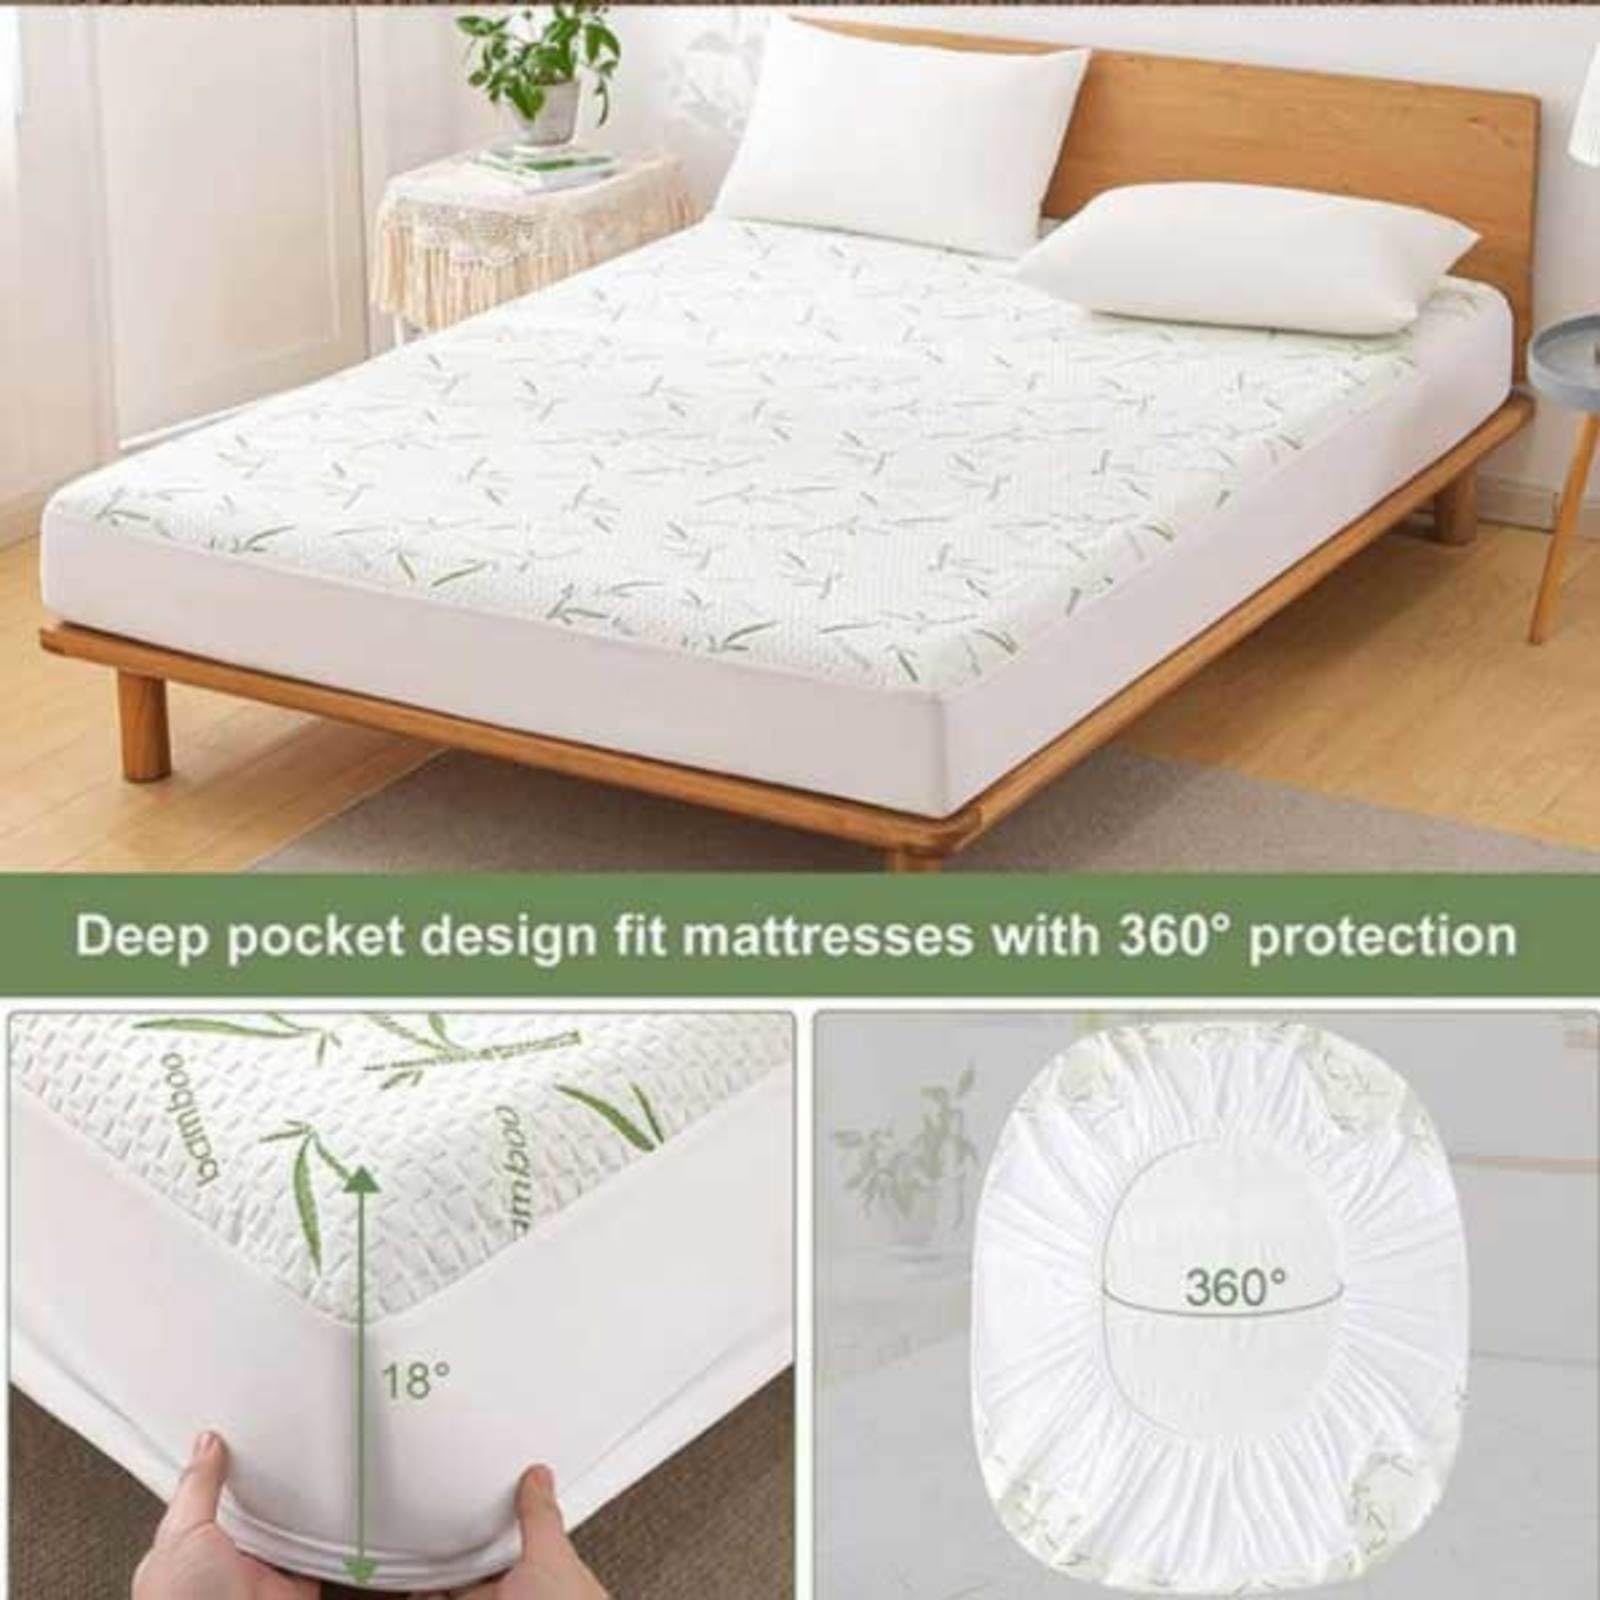 Deep pocket design fit mattresses with 360° protection
bamboo
bamboo
18°
360°